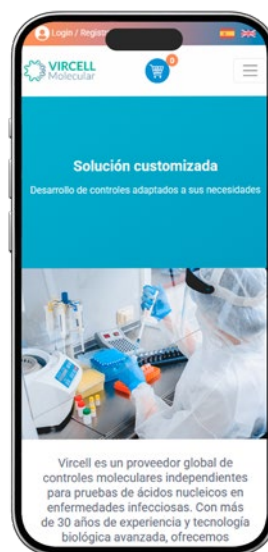 Login / Regist
VIRCELL
Molecular
0
Solución customizada
Desarrollo de controles adaptados a sus necesidades
Vircell es un proveedor global de
controles moleculares independientes
para pruebas de ácidos nucleicos en
enfermedades infecciosas. Con más
de 30 años de experiencia y tecnología
biológica avanzada, ofrecemos